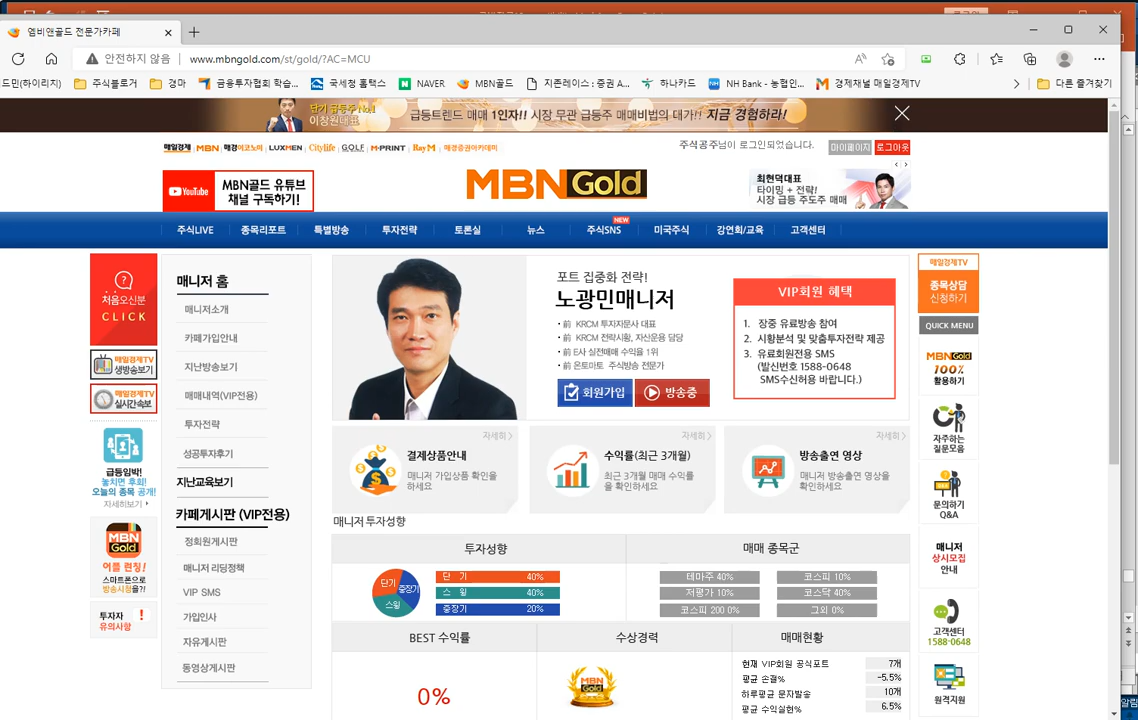 엠비앤골드 전문가카페
안전하지 않음
www.mbngold.com/st/gold/?AC=MCU
드민(하이리치)
주식블로거
경마
금융투자협회 학습...
국세청 홈택스
NAVER
MBN골드
지존레이스 : 증권 A...
하나카드
NH Bank - 농협인...
경제채널 매일경제TV
다른 즐겨찾기
단기 급등주 No.1
이장원대표
급등트렌드 매매 1인자!! 시장 무관 급등주 매매비법의 대가!! 지금 경험하라!
매일경제 MBN 매경이코노미 LUXMEN Citylife GOLF M-PRINT RayM 매경증권아카데미
주식공주님이 로그인되었습니다.
마이페이지
로그아웃
YouTube
MBN골드 유튜브
채널 구독하기!
MBN Gold
최현덕대표
타이밍 + 전략!
시장 급등 주도주 매매
주식LIVE
종목리포트
특별방송
투자전략
토론실
뉴스
주식SNS
NEW
미국주식
강연회/교육
고객센터
?
처음오신분
CLICK
매일경제TV
생방송보기
매일경제TV
실시간속보
급등임박!
놓치면 후회!
오늘의 종목 공개!
자세히보기
MBN
Gold
어플 런칭!
스마트폰으로
방송시청을?!
투자자
유의사항
!
매니저 홈
매니저소개
카페가입안내
지난방송보기
매매내역(VIP전용)
투자전략
성공투자후기
지난교육보기
카페게시판 (VIP전용)
정회원게시판
매니저 리딩정책
VIP SMS
가입인사
자유게시판
동영상게시판
포트 집중화 전략!
노광민매니저
· 前 KRCM 투자자문사 대표
· 前 KRCM 전략시황, 자산운용 담당
· 前 E사 실전매매 수익율 1위
· 前 온토마토 주식방송 전문가
회원가입
방송중
VIP회원 혜택
1. 장중 유료방송 참여
2. 시황분석 및 맞춤투자전략 제공
3. 유료회원전용 SMS
(발신번호 1588-0648
SMS수신허용 바랍니다.)
자세히 >
결제상품안내
매니저 가입상품 확인을
하세요
자세히 >
수익률(최근 3개월)
최근 3개월 매매 수익률
을 확인하세요
자세히 >
방송출연 영상
매니저 방송출연 영상을
확인하세요
매니저 투자성향
투자성향
매매 종목군
단기
중장기
스윙
단 기 40%
스 윙 40%
중장기 20%
테마주 40%
코스피 10%
저평가 10%
코스닥 40%
코스피 200 0%
그외 0%
BEST 수익률
수상경력
매매현황
0%
MBN
Gold
현재 VIP회원 공식포트 7개
평균 손절% -5.5%
하루평균 문자발송 10개
평균 수익실현% 6.5%
매일경제TV
종목상담
신청하기
QUICK MENU
MBNGold
100%
활용하기
자주하는
질문모음
문의하기
Q&A
매니저
상시모집
안내
고객센터
1588-0648
원격지원
알림